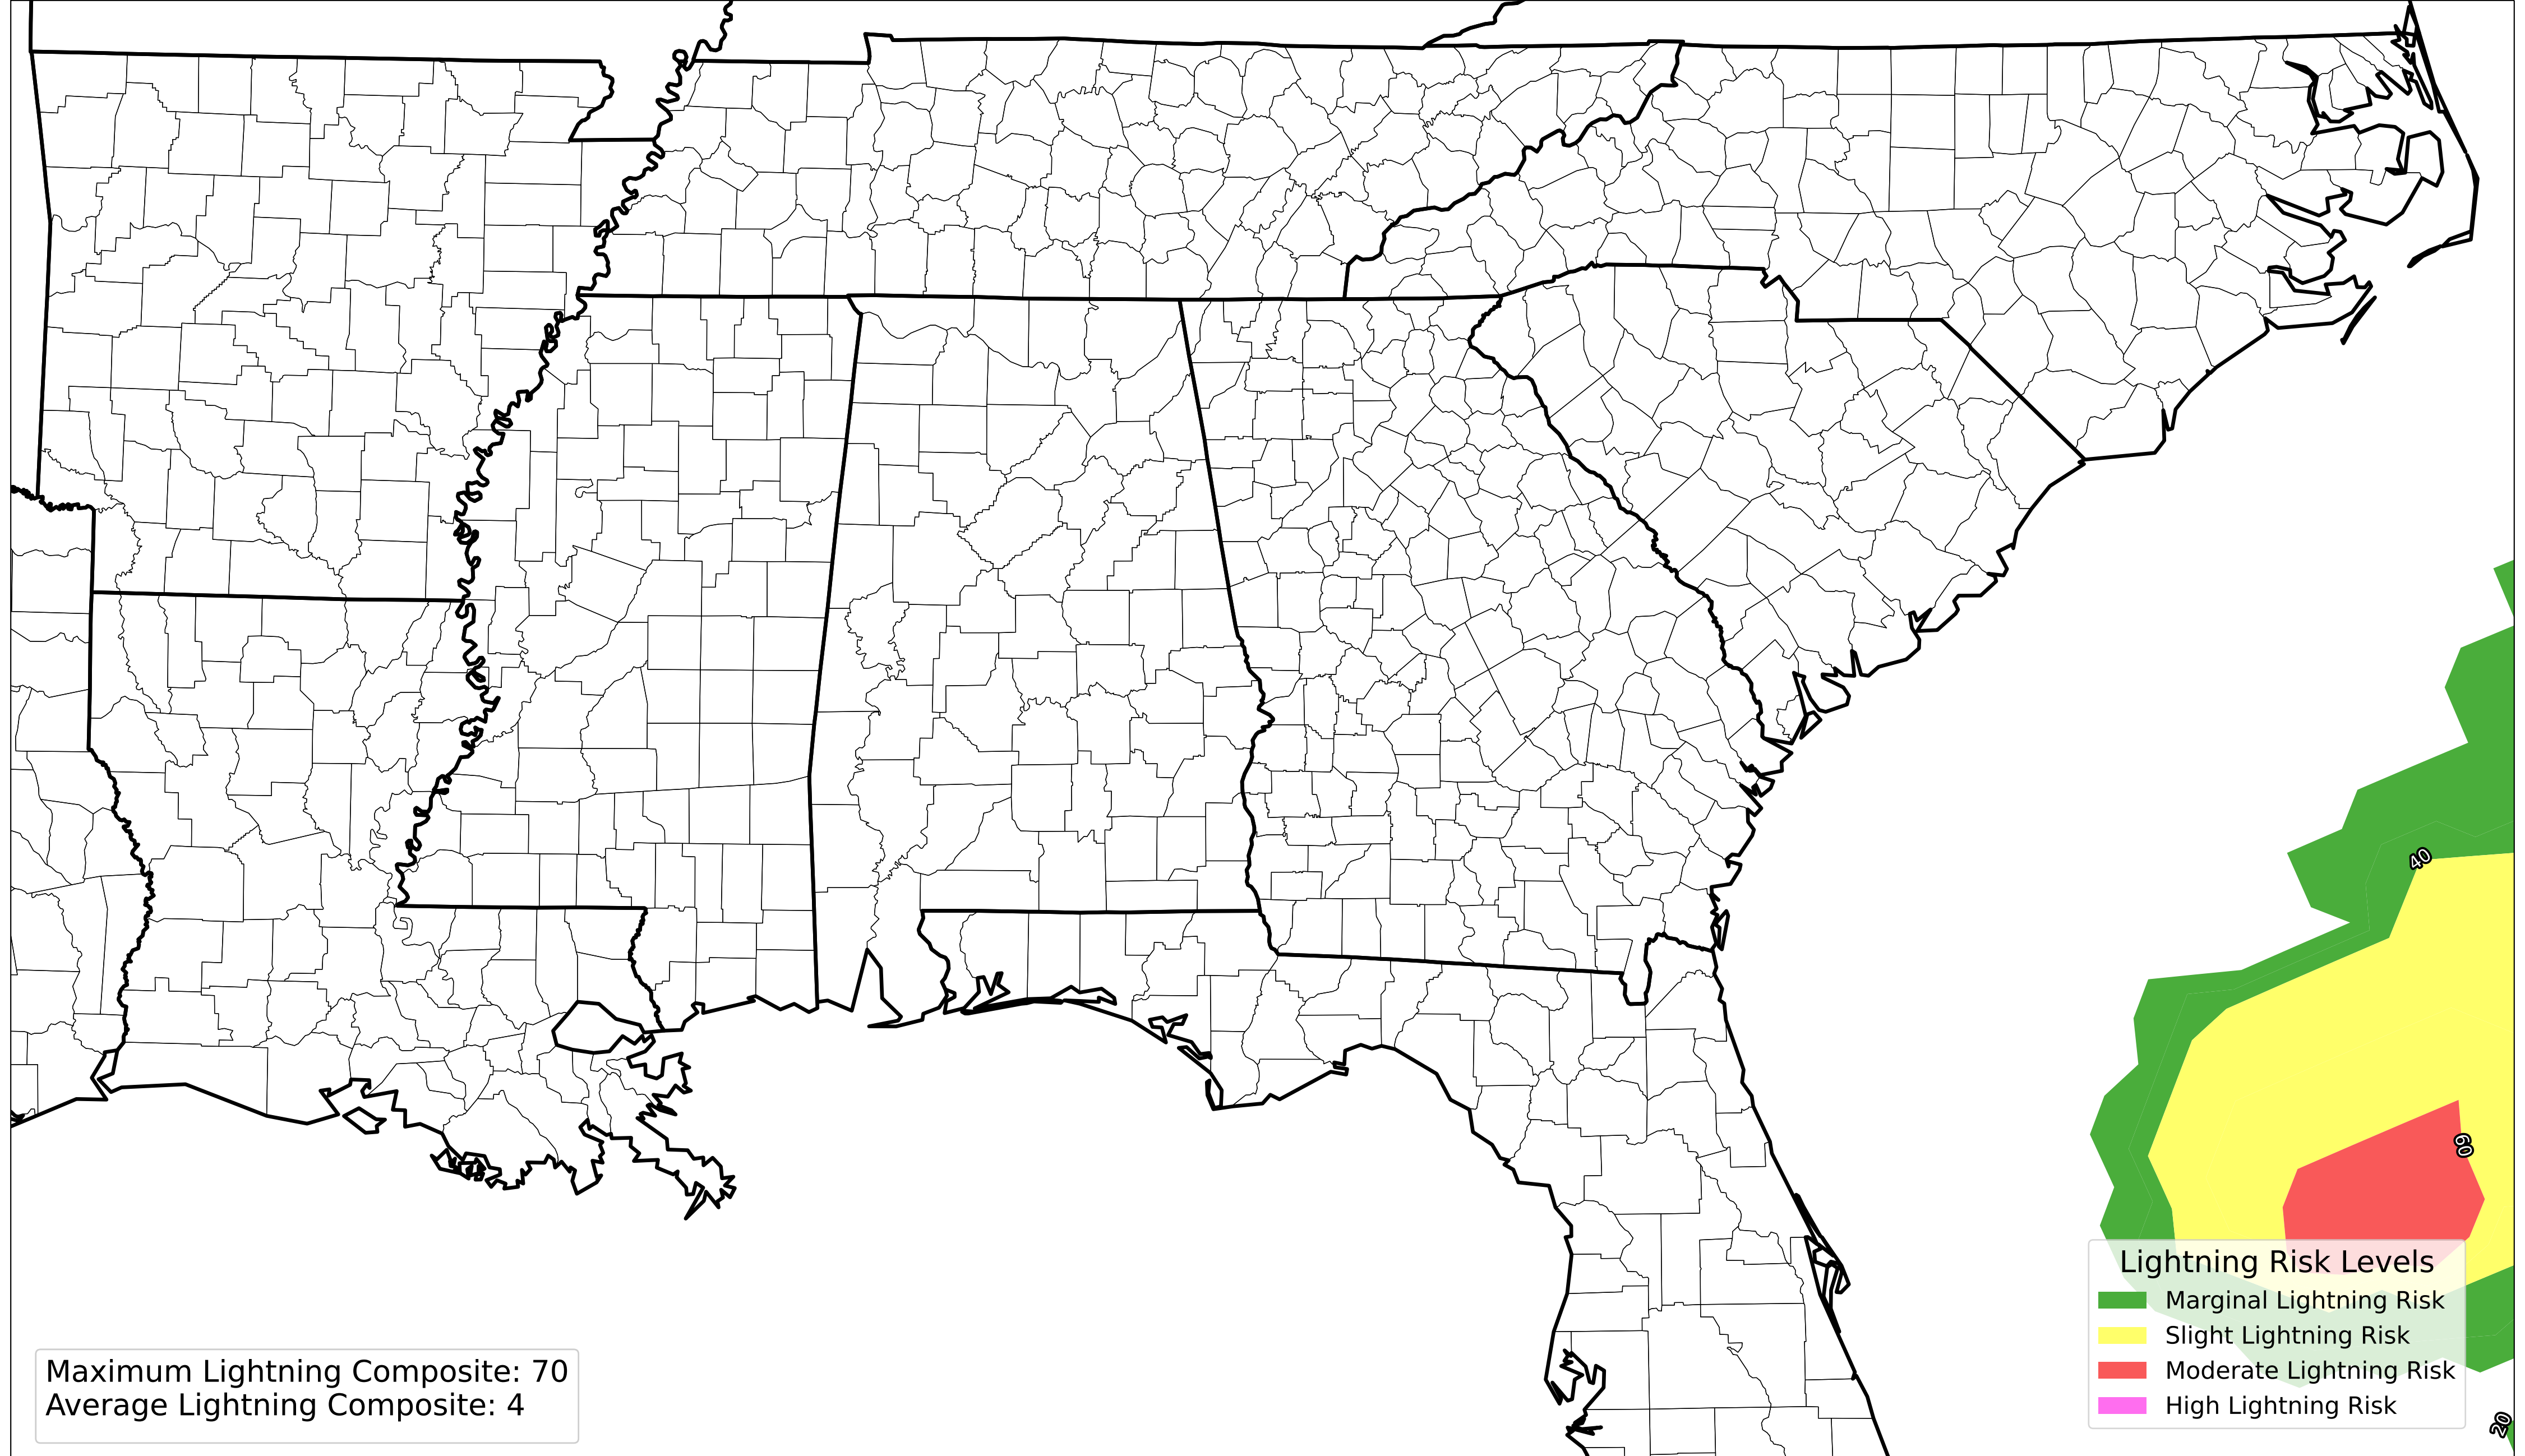 40
60
Lightning Risk Levels
Marginal Lightning Risk
Slight Lightning Risk
Moderate Lightning Risk
High Lightning Risk
Maximum Lightning Composite: 70
Average Lightning Composite: 4
20